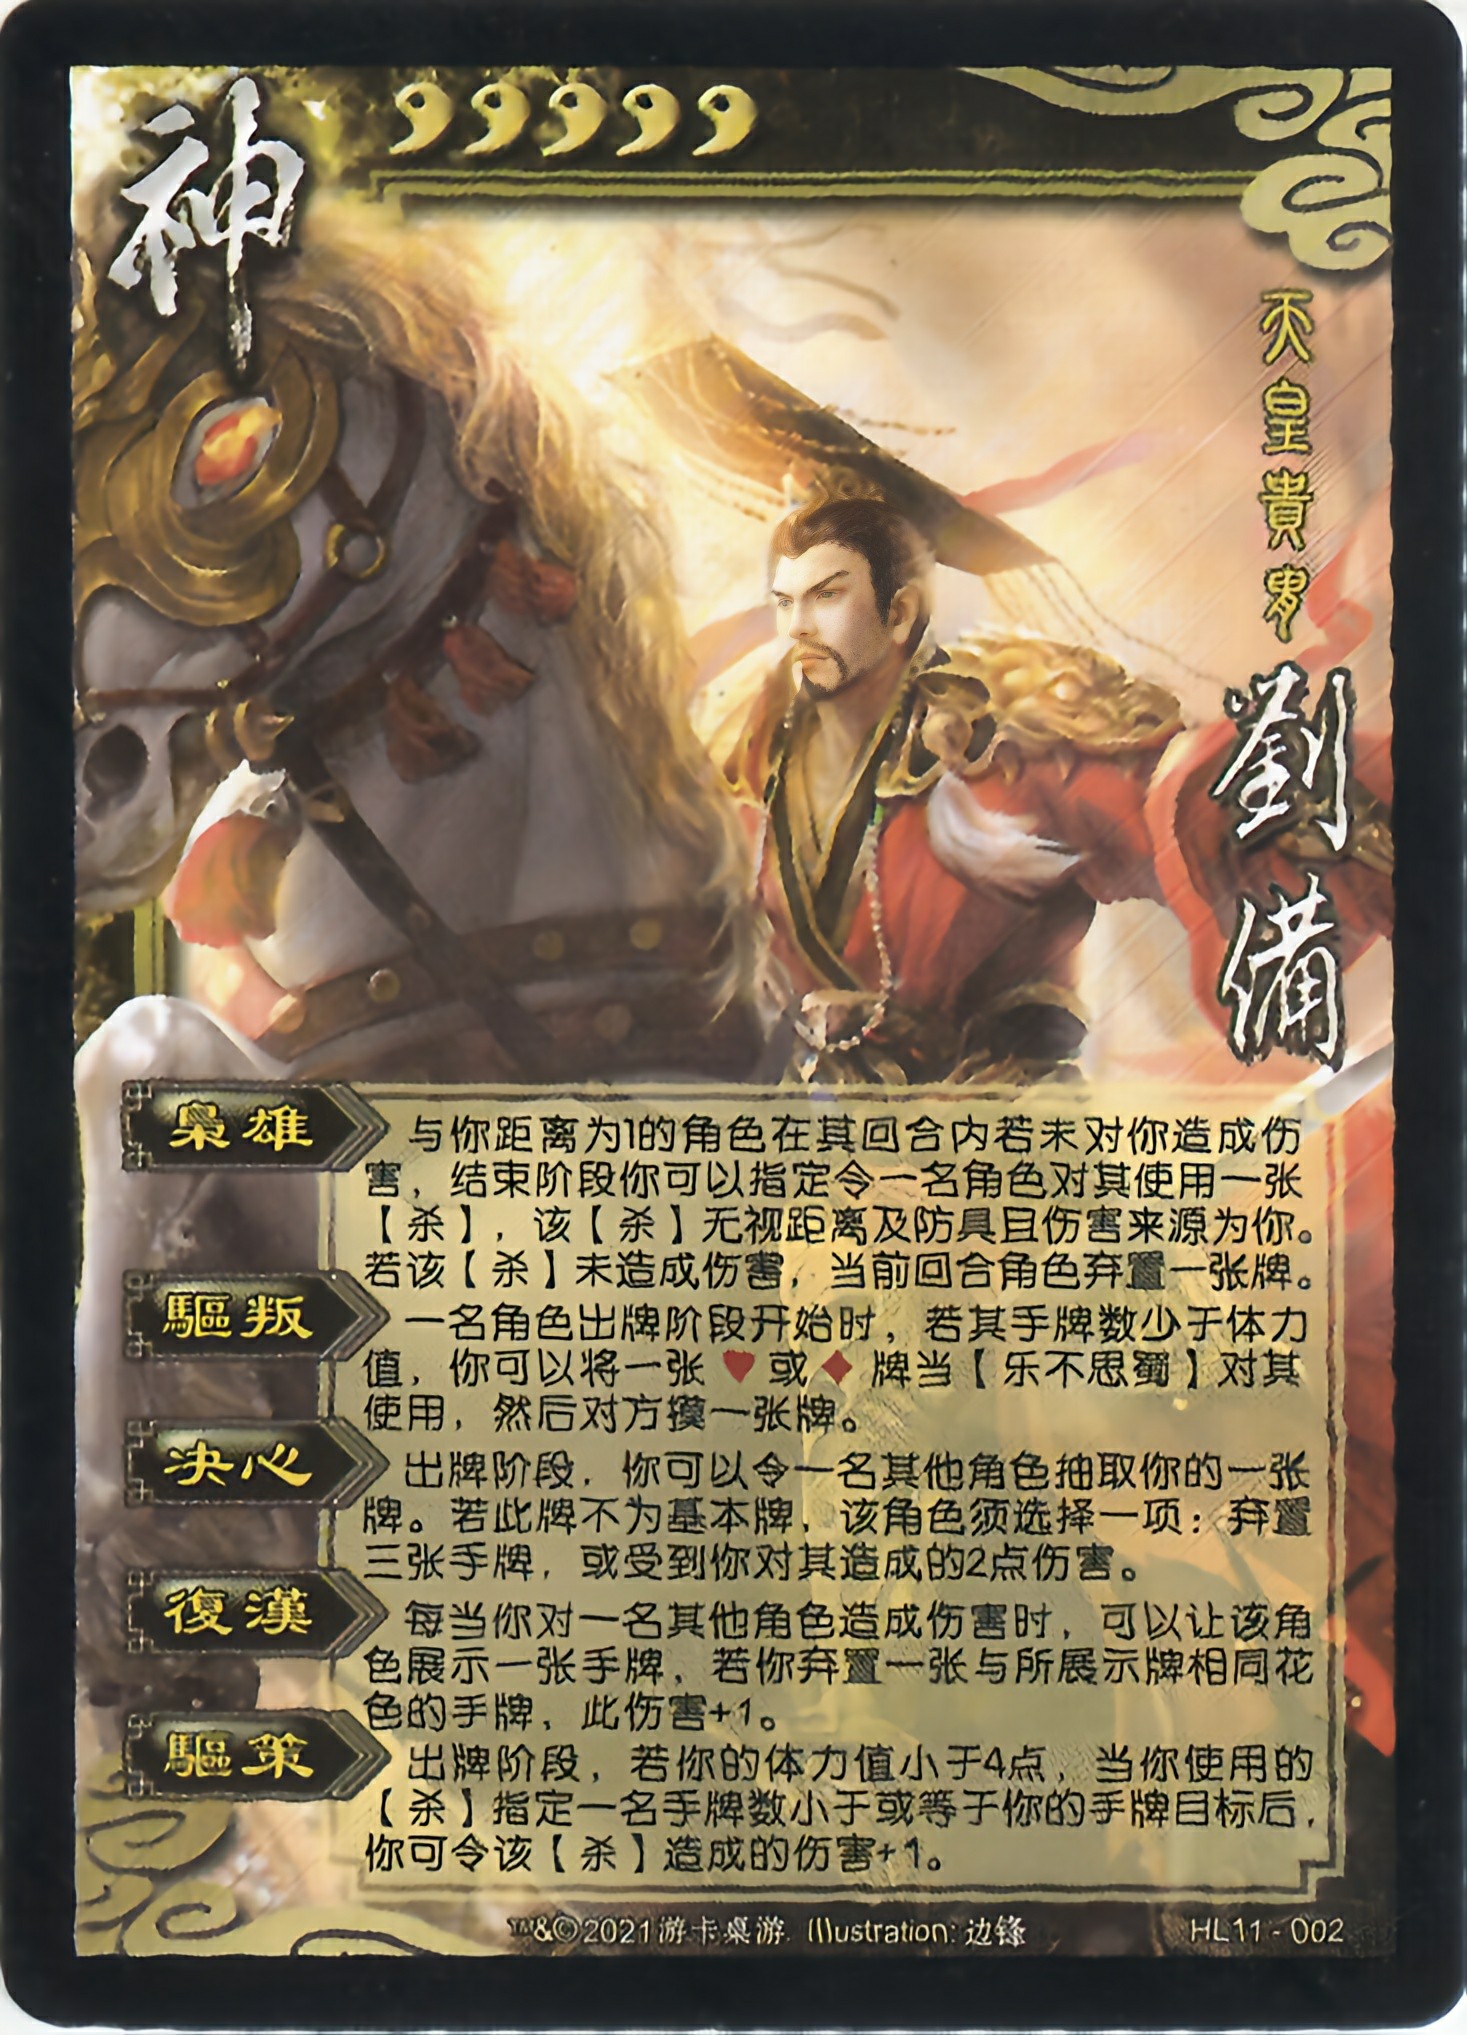 神
天皇貴胄
劉備
梟雄
与你距离为1的角色在其回合内若未对你造成伤
害，结束阶段你可以指定令一名角色对其使用一张
【杀】，该【杀】无视距离及防具且伤害来源为你。
若该【杀】未造成伤害，当前回合角色弃置一张牌。
驅叛
一名角色出牌阶段开始时，若其手牌数少于体力
值，你可以将一张♥或♦牌当【乐不思蜀】对其
使用，然后对方摸一张牌。
决心
出牌阶段，你可以令一名其他角色抽取你的一张
牌。若此牌不为基本牌，该角色须选择一项：弃置
三张手牌，或受到你对其造成的2点伤害。
復漢
每当你对一名其他角色造成伤害时，可以让该角
色展示一张手牌，若你弃置一张与所展示牌相同花
色的手牌，此伤害+1。
驅策
出牌阶段，若你的体力值小于4点，当你使用的
【杀】指定一名手牌数小于或等于你的手牌目标后，
你可令该【杀】造成的伤害+1。
™&©2021游卡桌游. Illustration: 边锋
HL11-002